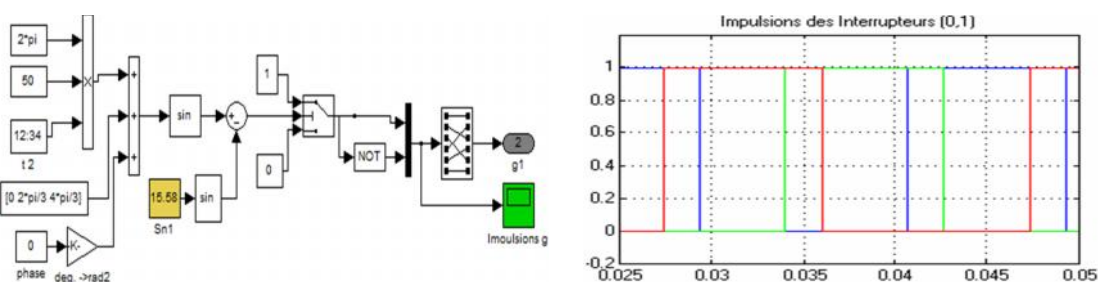 2*pi
50
X
12:34
t 2
[0 2*pi/3 4*pi/3]
0
phase
K-
deg. ->rad2
+
+
+
sin
15.58
Sn1
sin
+
-
1
0
NOT
2
g1
Imoulsions g
Impulsions des Interrupteurs (0,1)
1
0.8
0.6
0.4
0.2
0
-0.2
0.025 0.03 0.035 0.04 0.045 0.05